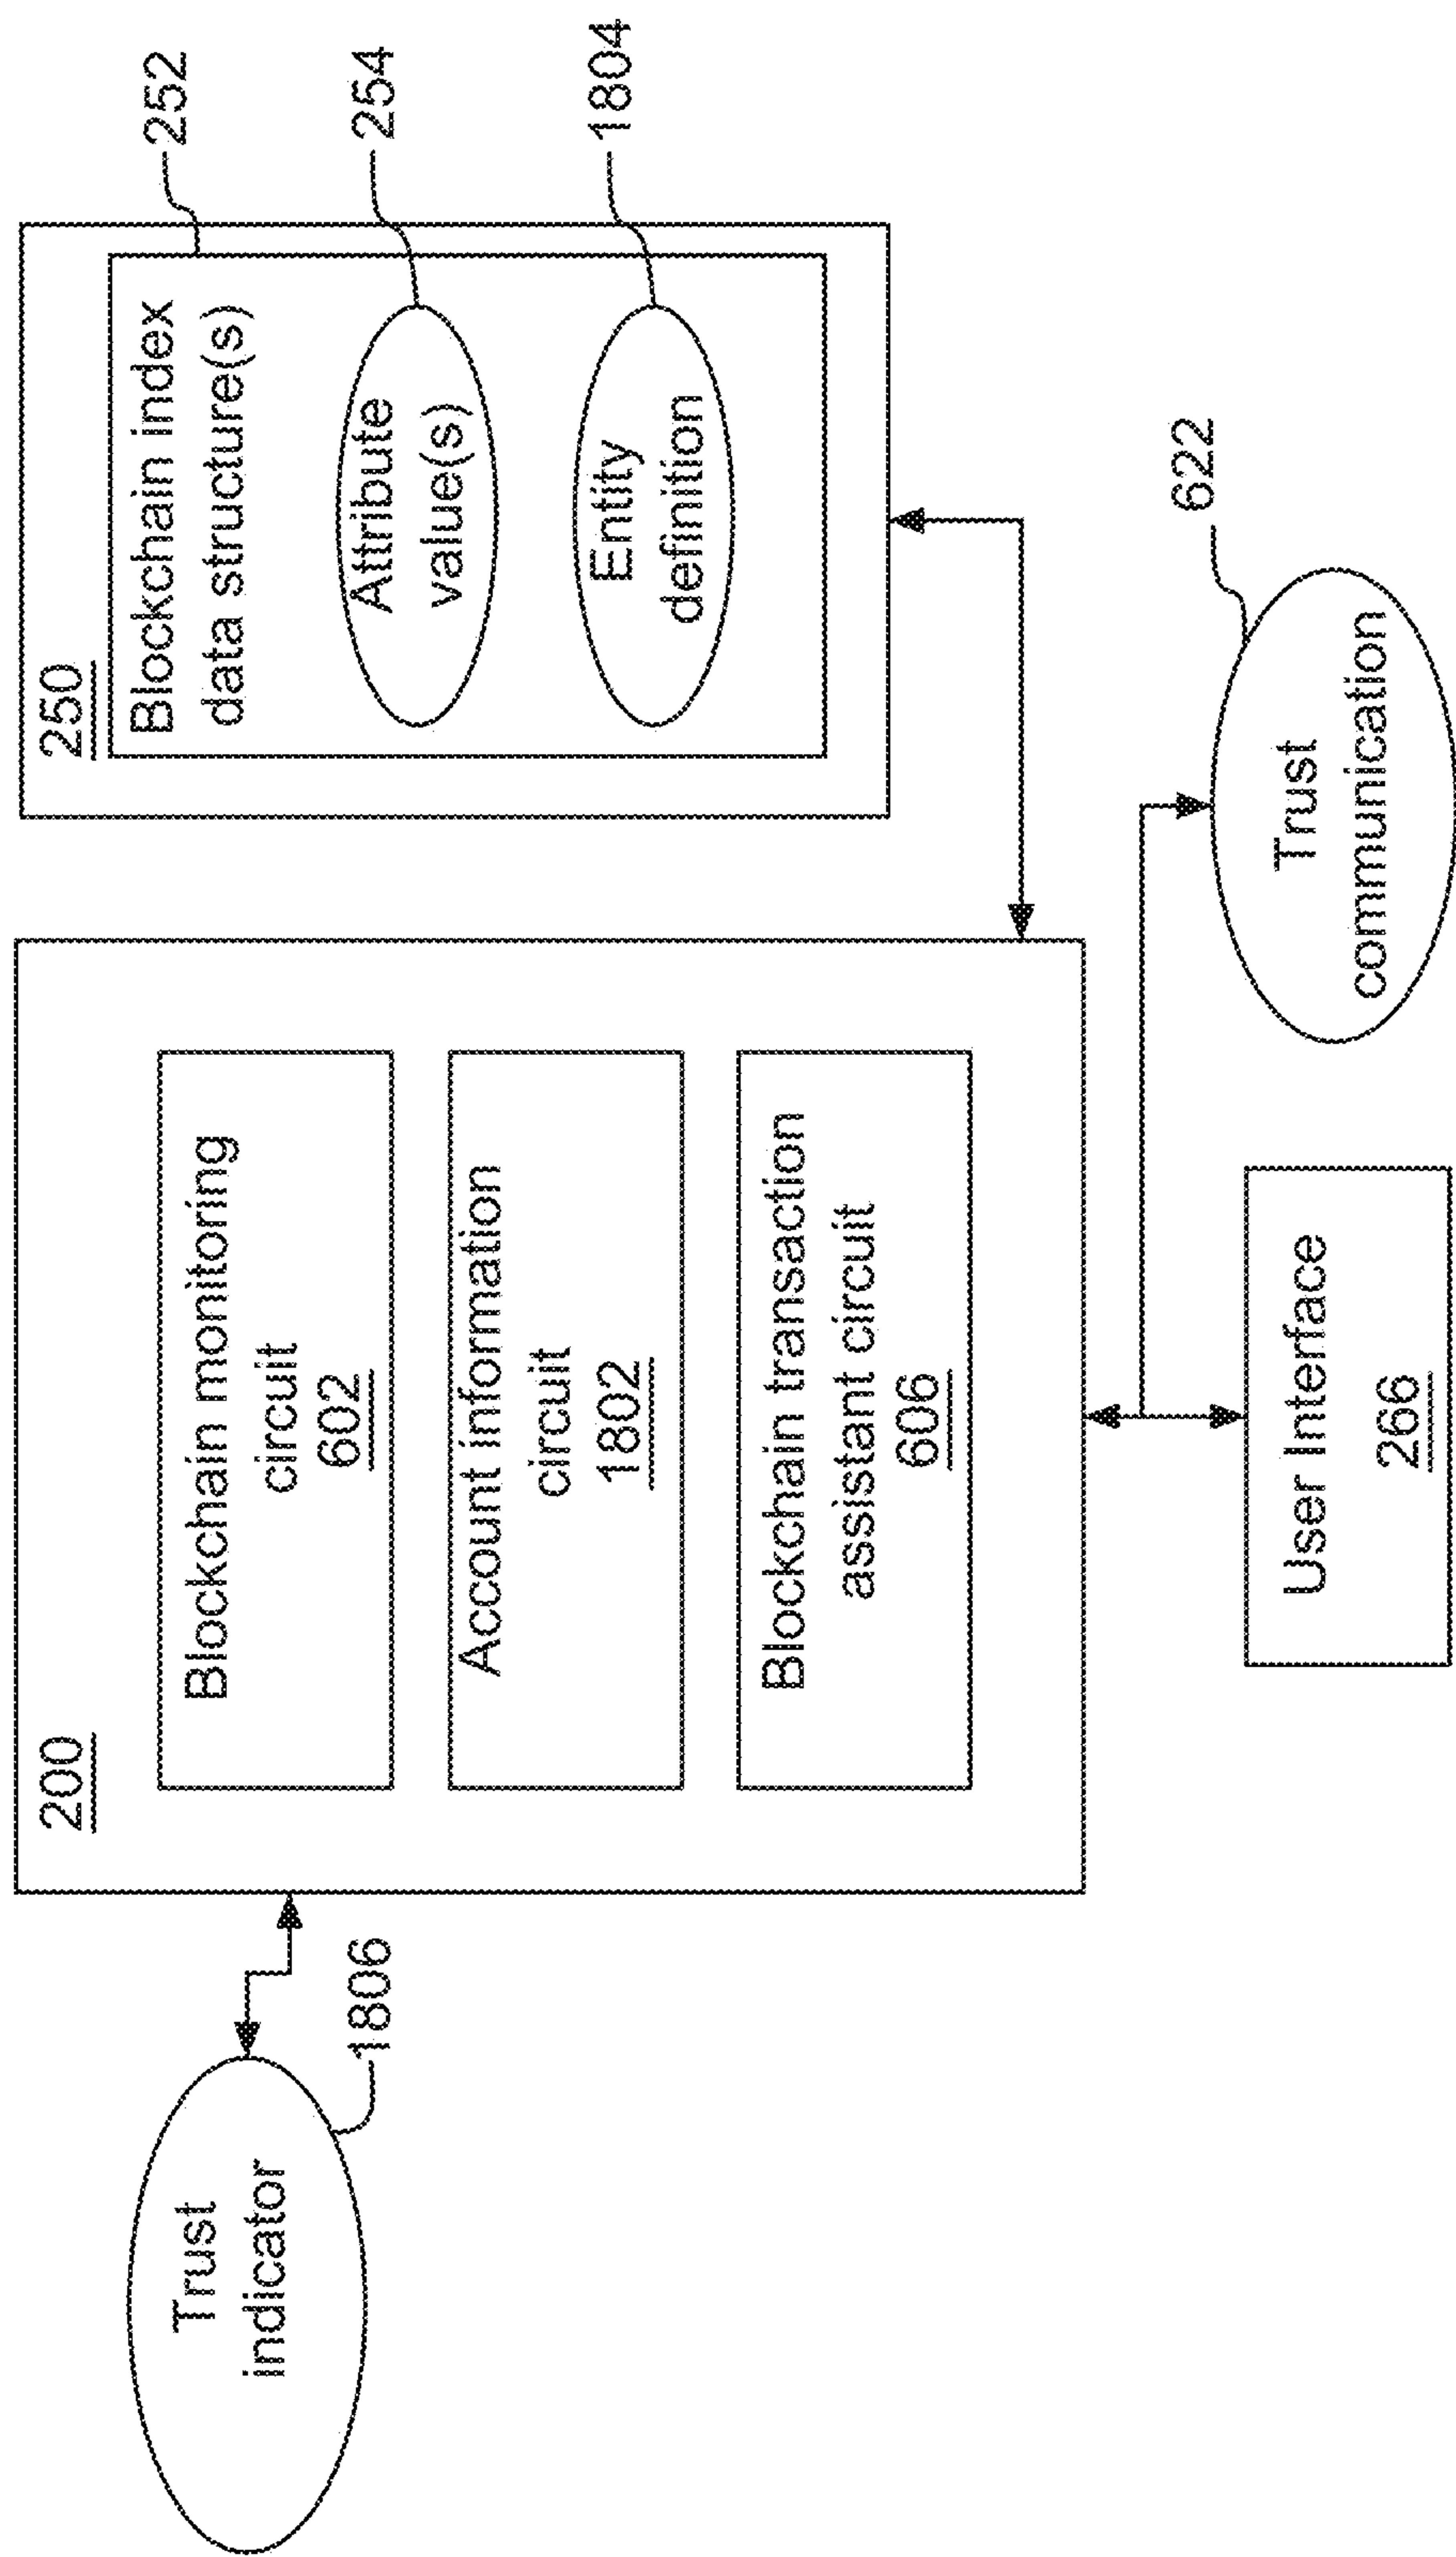 Trust
indicator
1806
200
Blockchain monitoring
circuit
602
Account information
circuit
1802
Blockchain transaction
assistant circuit
606
250
Blockchain index
data structure(s)
252
Attribute
value(s)
254
Entity
definition
1804
User Interface
266
Trust
communication
622